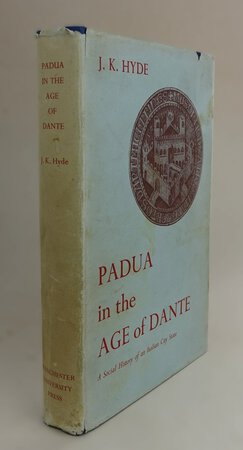 PADUA
IN THE
AGE
OF
DANTE
J. K. Hyde
MANCHESTER
UNIVERSITY
PRESS
J. K. HYDE
PADUA
in the
AGE of DANTE
A Social History of an Italian City State